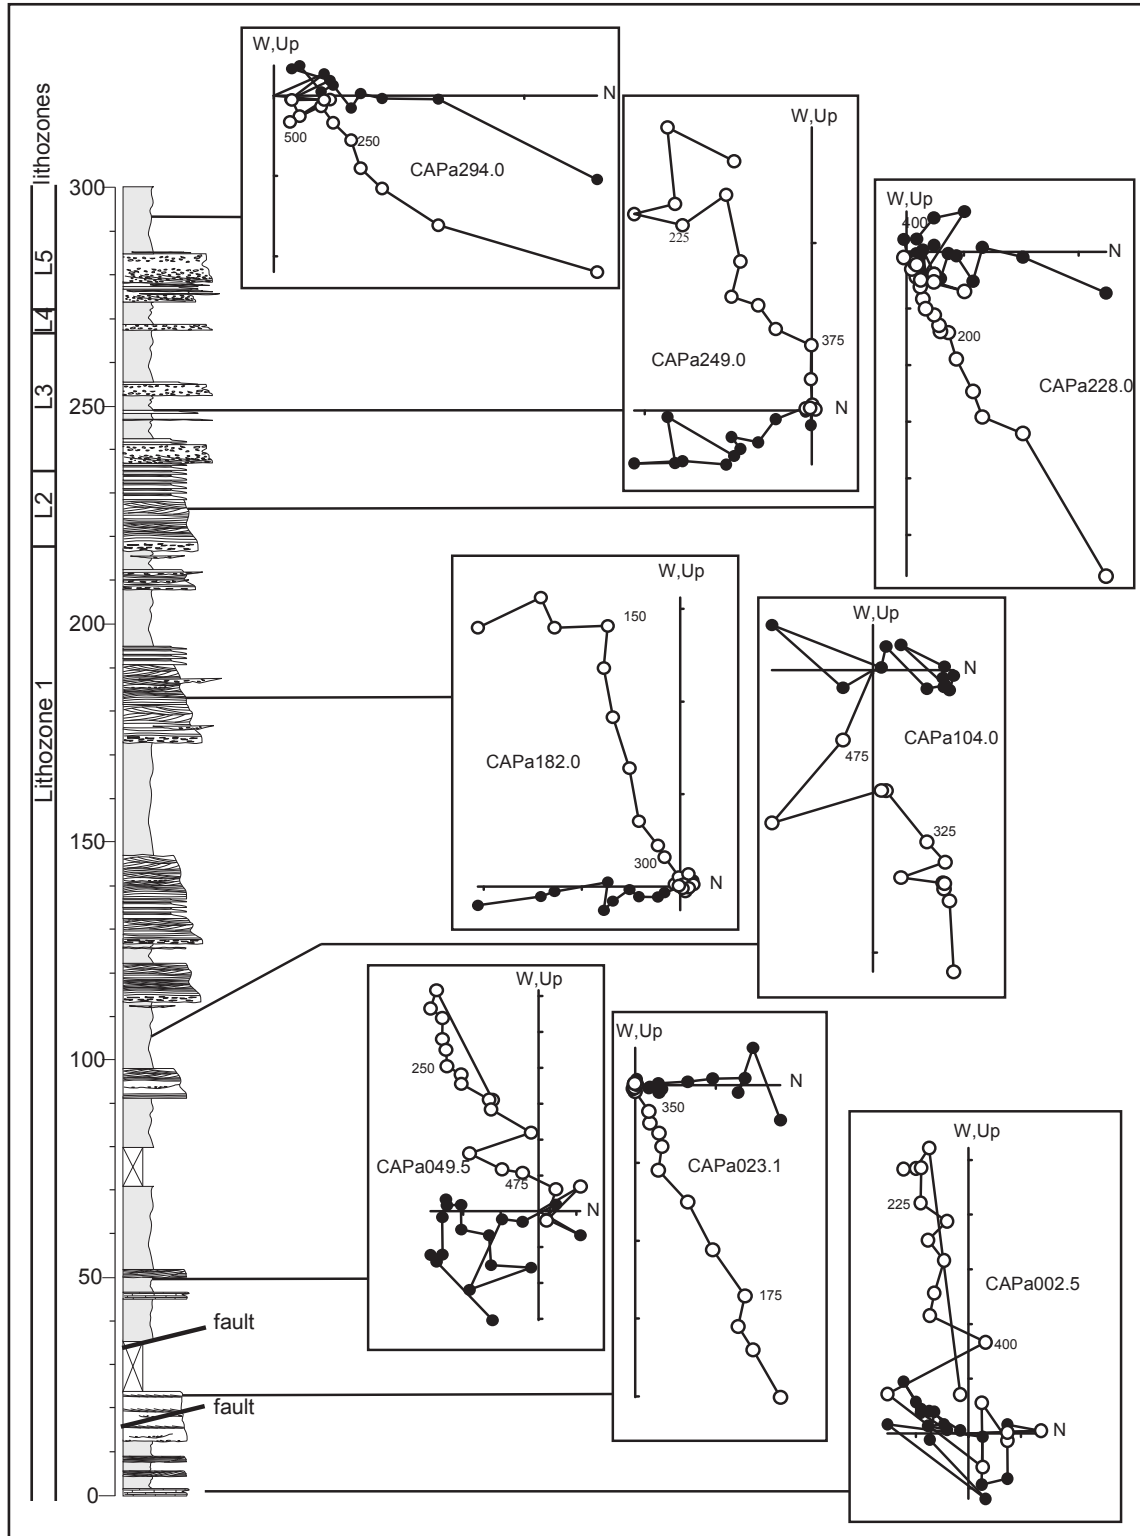 lithozones
L5
L4
L3
L2
Lithozone 1
300
250
200
150
100
50
0
fault
fault
W,Up
N
500
250
CAPa294.0
W,Up
225
375
CAPa249.0
N
W,Up
400
N
200
CAPa228.0
W,Up
150
CAPa182.0
300
N
W,Up
N
CAPa104.0
475
325
W,Up
250
CAPa049.5
475
N
W,Up
N
350
CAPa023.1
175
W,Up
225
CAPa002.5
400
N